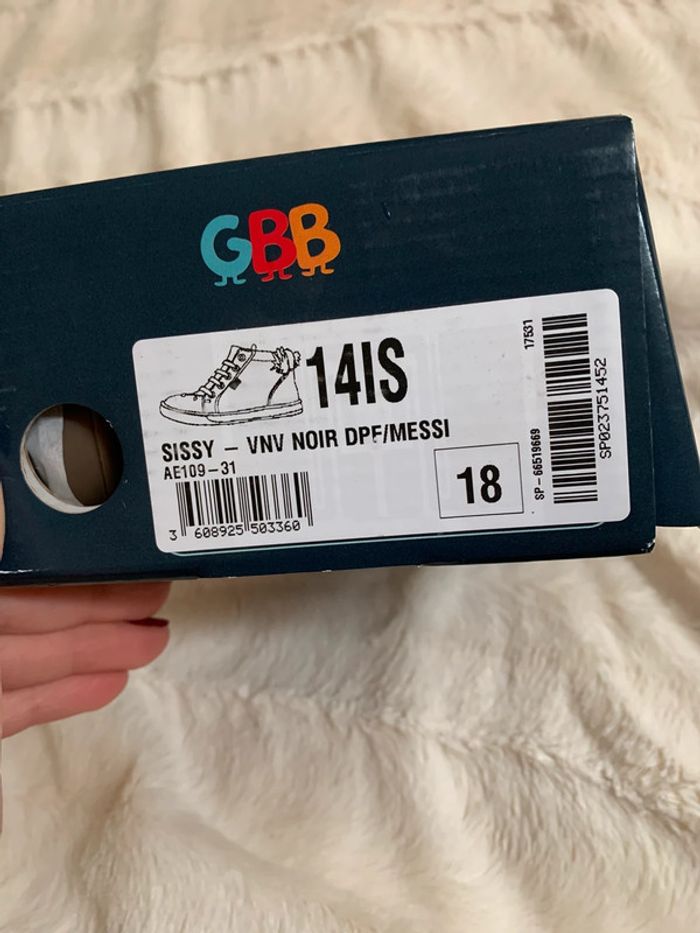 GBB
14IS
SISSY – VNV NOIR DPF/MESSI
AE109-31
3 608925 503360
18
SP-66519669
17531
SP023751452